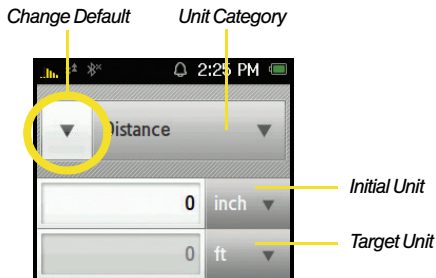 Change Default
Unit Category
2:25 PM
Distance
0 inch
Initial Unit
0 ft
Target Unit